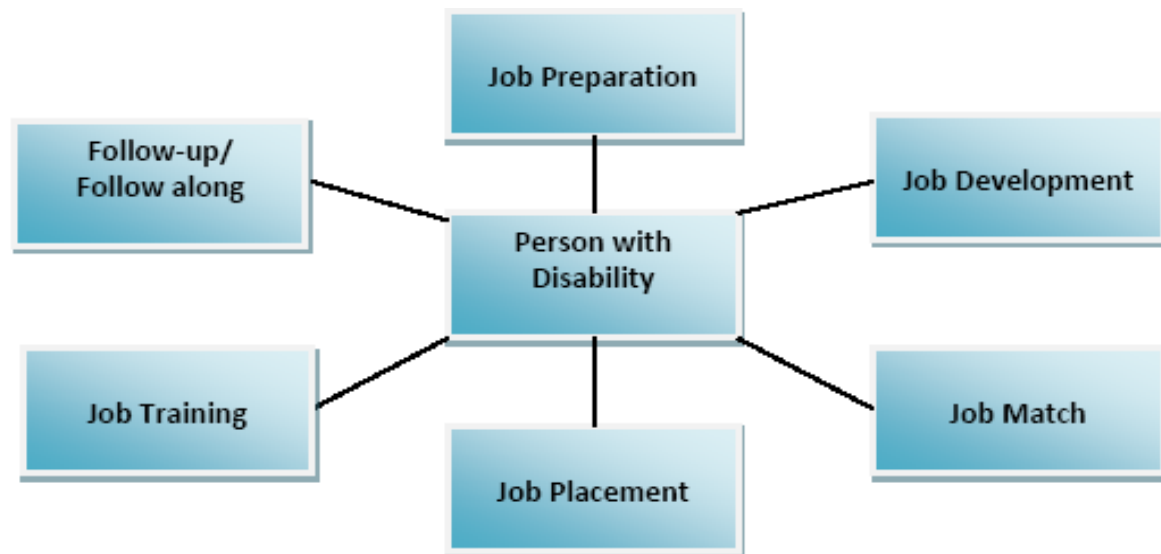 Job Preparation
Follow-up/
Follow along
Job Development
Person with
Disability
Job Training
Job Match
Job Placement